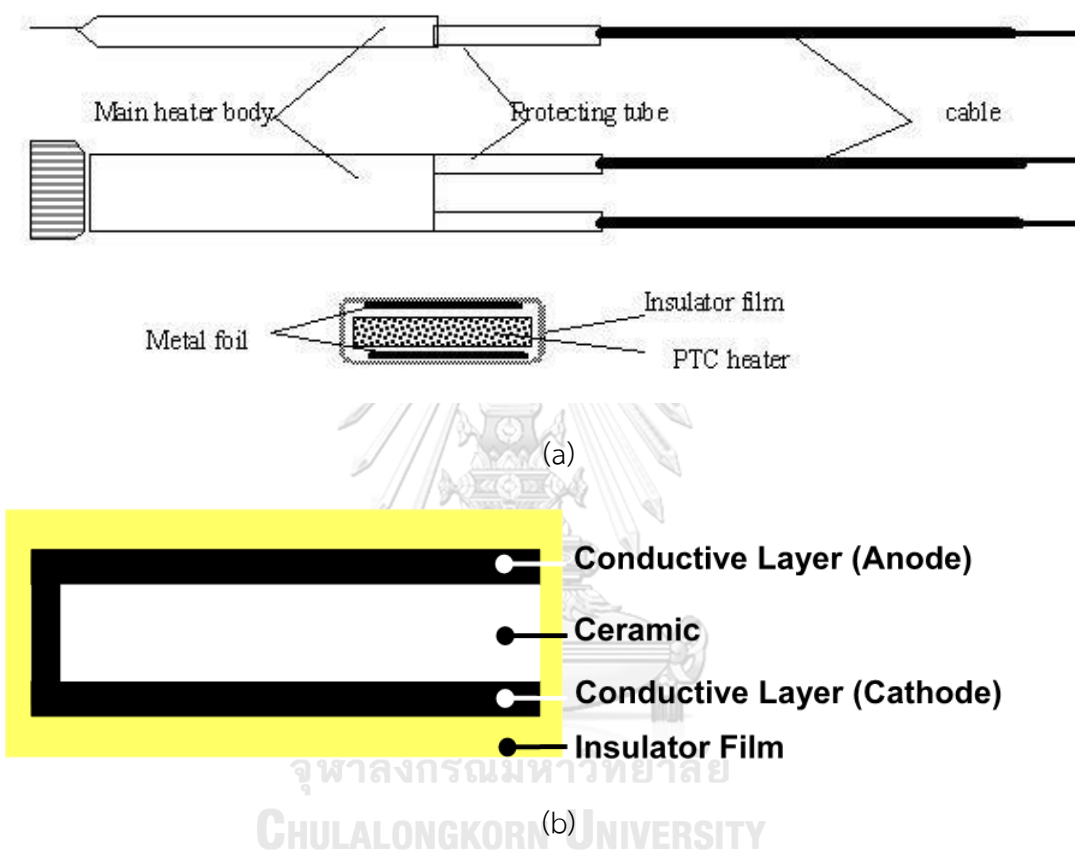 Main heater body
Protecting tube
cable
Metal foil
Insulator film
PTC heater
(a)
Conductive Layer (Anode)
Ceramic
Conductive Layer (Cathode)
Insulator Film
จุฬาลงกรณ์มหาวิทยาลัย
(b)
CHULALONGKORN UNIVERSITY